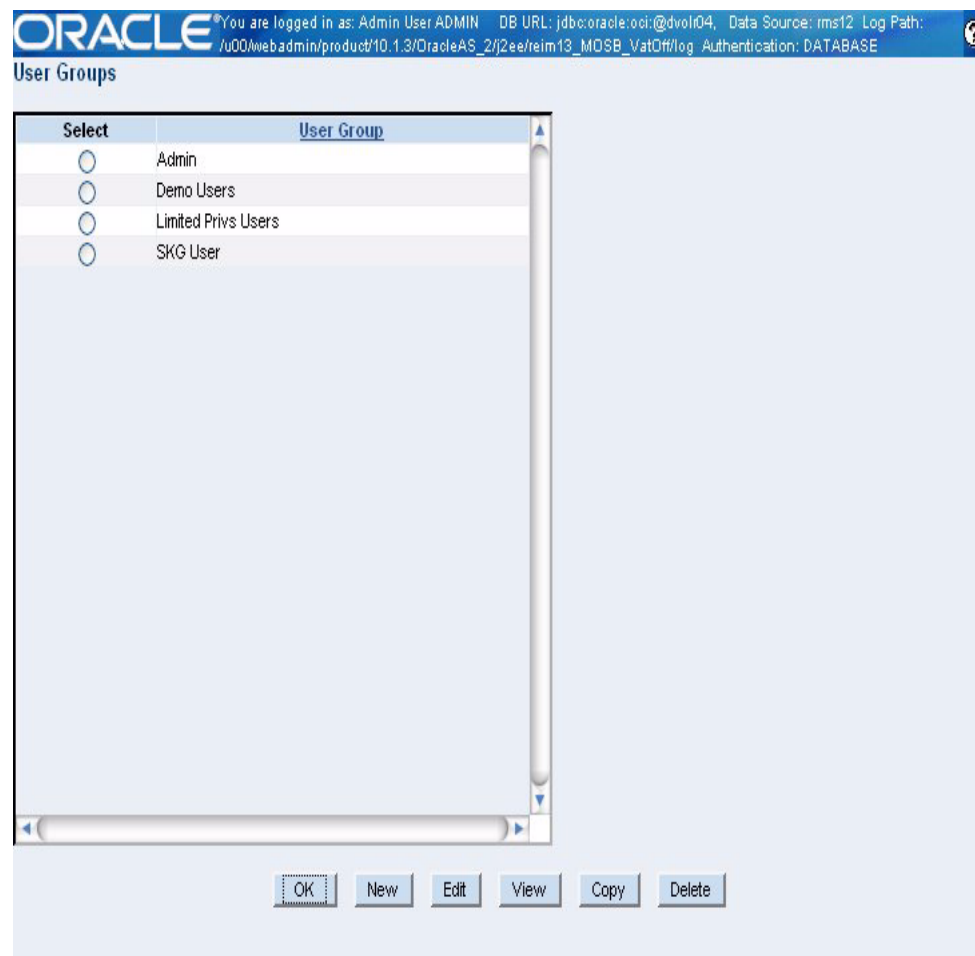 ORACLE® You are logged in as: Admin User ADMIN DB URL: jdbc:oracle:oci:@dvolr04, Data Source: rms12 Log Path:
/u00/webadmin/product/10.1.3/OracleAS_2/j2ee/reim13_MOSB_VatOff/log Authentication: DATABASE
User Groups
Select User Group
Admin
Demo Users
Limited Privs Users
SKG User
OK New Edit View Copy Delete